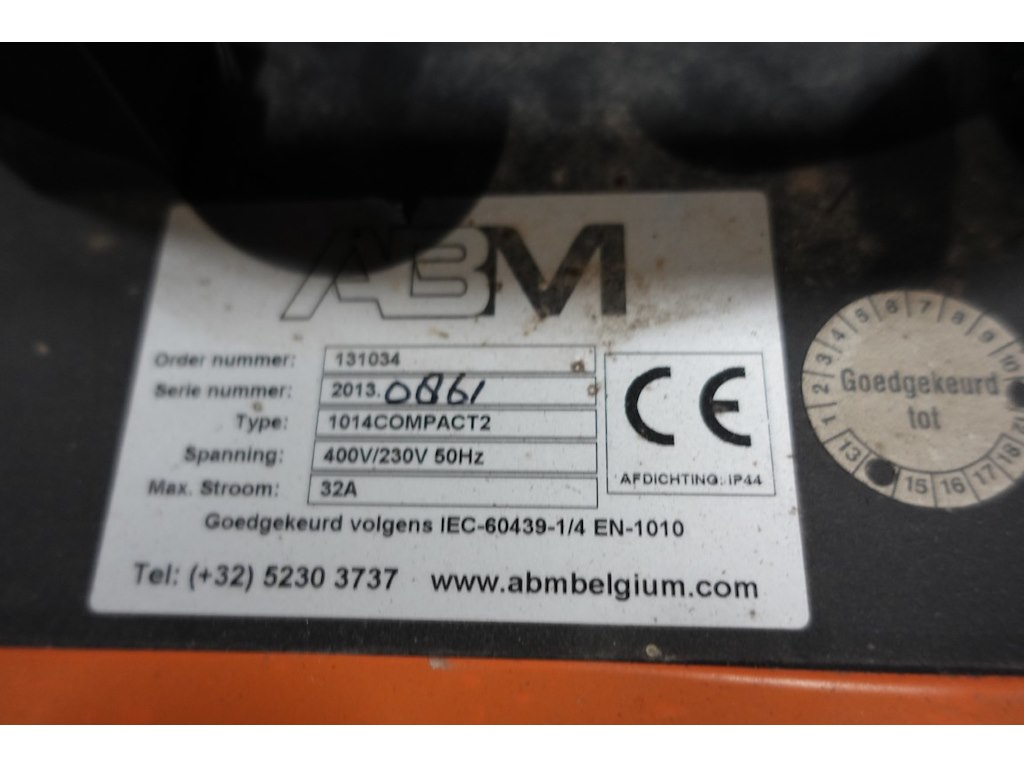 ABM
Order nummer: 131034
Serie nummer: 2013. 0861
Type: 1014COMPACT2
Spanning: 400V/230V 50Hz
Max. Stroom: 32A
CE
AFDICHTING: IP44
Goedgekeurd volgens IEC-60439-1/4 EN-1010
Tel: (+32) 5230 3737 www.abmbelgium.com
1 2 3 4 5 6 7 8 9 10 12
Goedgekeurd
tot
13 15 16 17 18